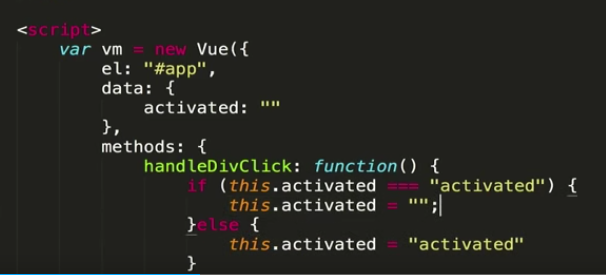 <script>
var vm = new Vue({
el: "#app",
data: {
activated: ""
},
methods: {
handleDivClick: function() {
if (this.activated === "activated") {
this.activated = "";
}else {
this.activated = "activated"
}